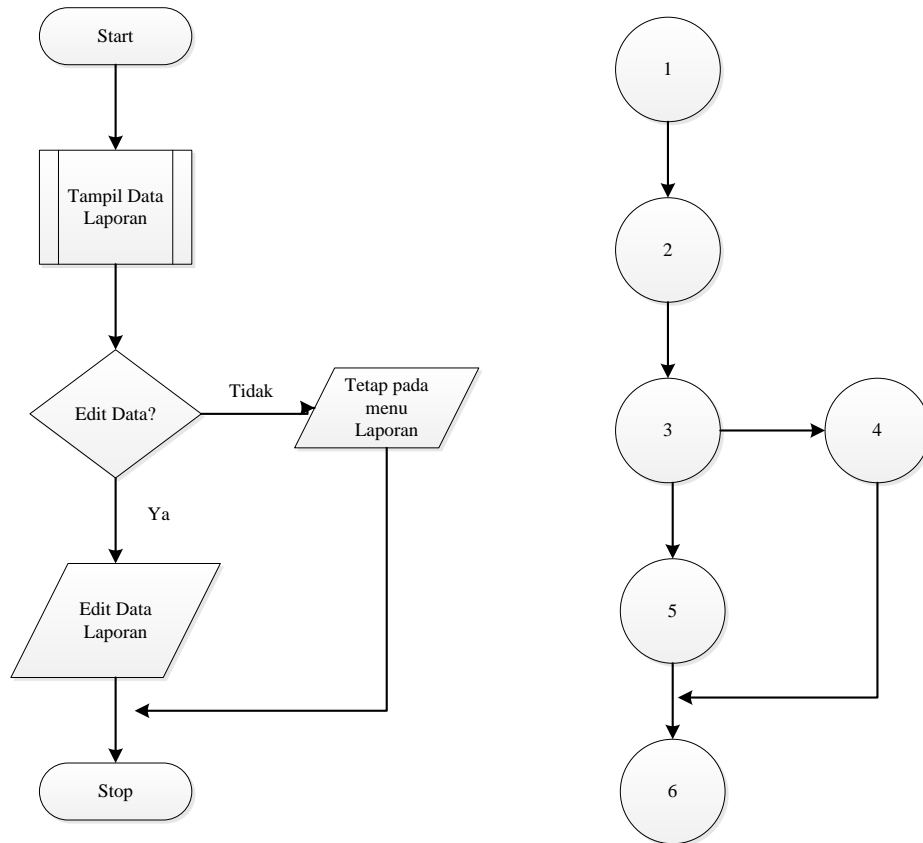 Start
Tampil Data
Laporan
Edit Data?
Tidak
Tetap pada
menu
Laporan
Ya
Edit Data
Laporan
Stop
1
2
3
4
5
6